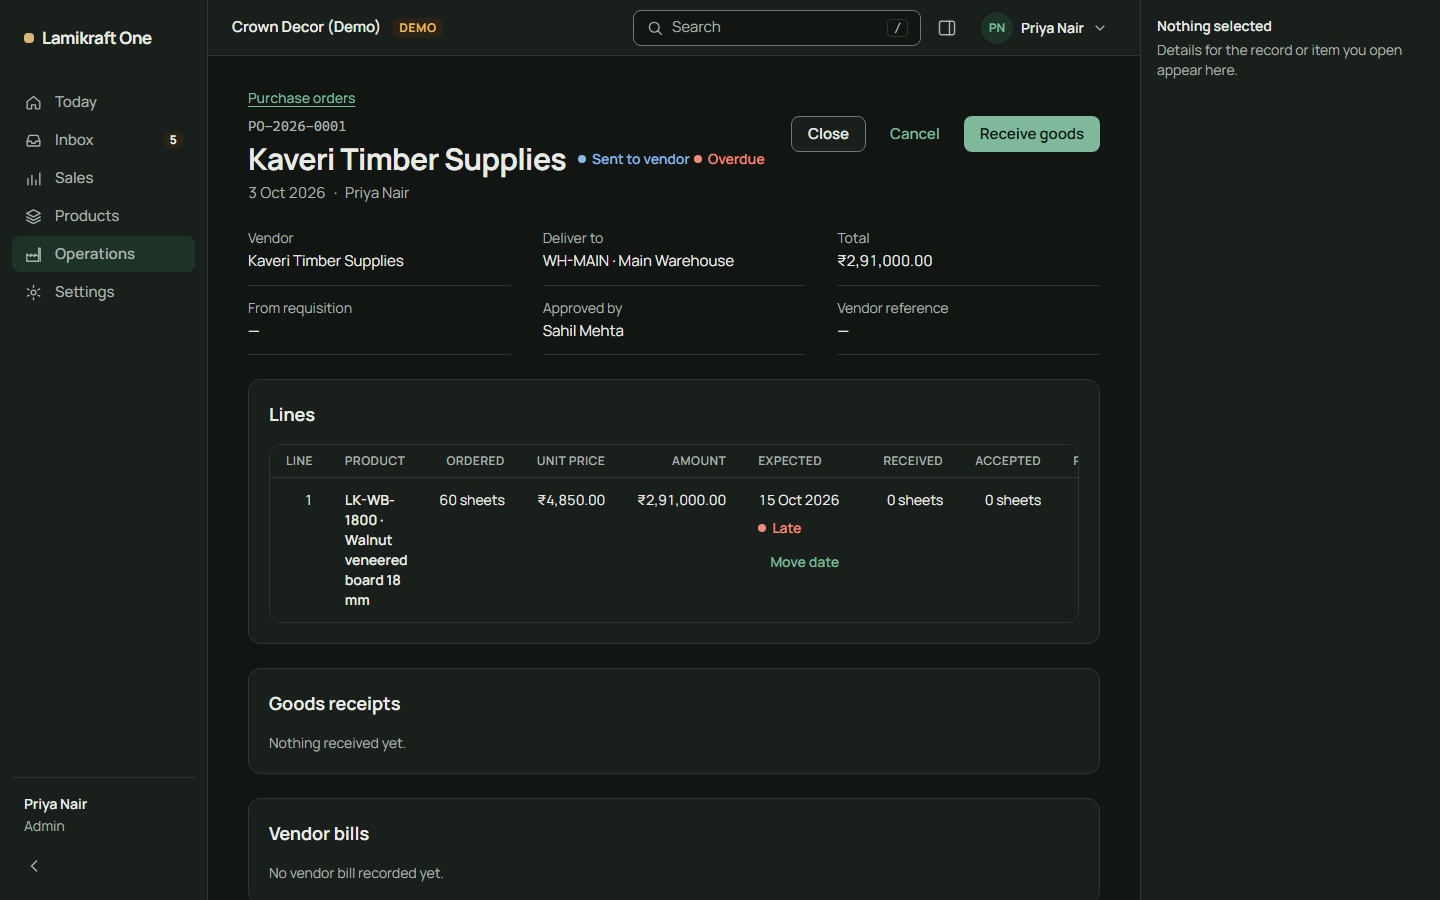 Lamikraft One
Today
Inbox 5
Sales
Products
Operations
Settings
Priya Nair
Admin
Crown Decor (Demo) DEMO
Search /
PN Priya Nair
Purchase orders
PO-2026-0001
Kaveri Timber Supplies Sent to vendor Overdue
3 Oct 2026 · Priya Nair
Close Cancel Receive goods
Vendor
Kaveri Timber Supplies
Deliver to
WH-MAIN · Main Warehouse
Total
₹2,91,000.00
From requisition
—
Approved by
Sahil Mehta
Vendor reference
—
Lines
LINE PRODUCT ORDERED UNIT PRICE AMOUNT EXPECTED RECEIVED ACCEPTED
1 LK-WB- 60 sheets ₹4,850.00 ₹2,91,000.00 15 Oct 2026 0 sheets 0 sheets
1800 ·
Walnut
veneered
board 18
mm
Late
Move date
Goods receipts
Nothing received yet.
Vendor bills
No vendor bill recorded yet.
Nothing selected
Details for the record or item you open
appear here.